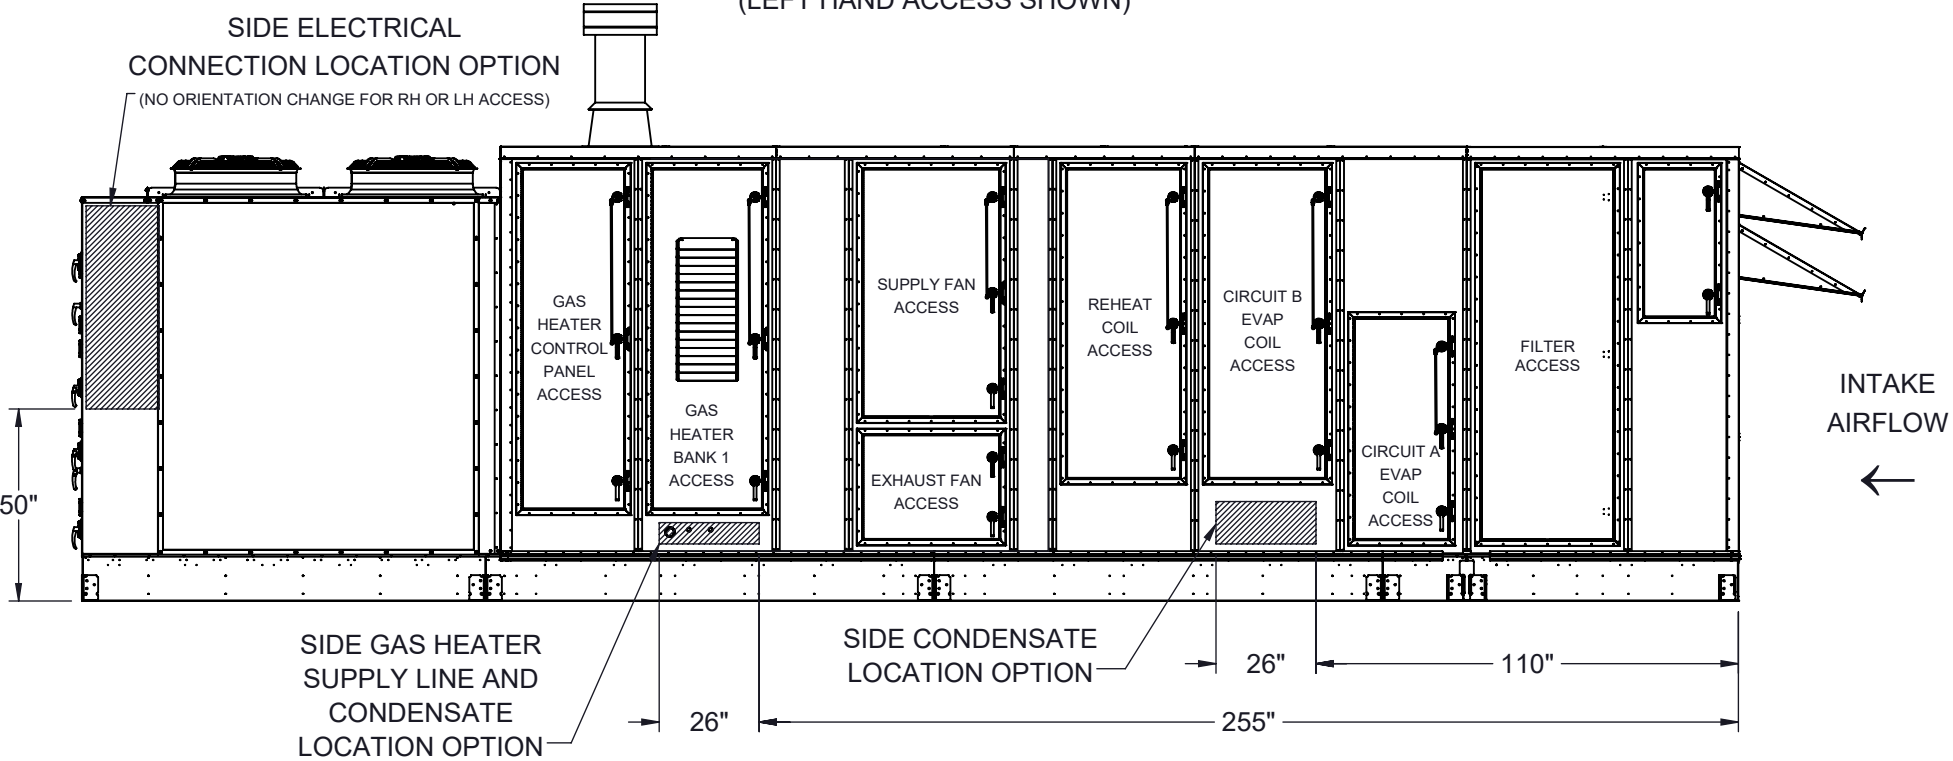 (LEFT HAND ACCESS SHOWN)
SIDE ELECTRICAL
CONNECTION LOCATION OPTION
(NO ORIENTATION CHANGE FOR RH OR LH ACCESS)
GAS
HEATER
CONTROL
PANEL
ACCESS
GAS
HEATER
BANK 1
ACCESS
SUPPLY FAN
ACCESS
EXHAUST FAN
ACCESS
REHEAT
COIL
ACCESS
CIRCUIT B
EVAP
COIL
ACCESS
CIRCUIT A
EVAP
COIL
ACCESS
FILTER
ACCESS
INTAKE
AIRFLOW
50"
SIDE GAS HEATER
SUPPLY LINE AND
CONDENSATE
LOCATION OPTION
SIDE CONDENSATE
LOCATION OPTION
26"
110"
26"
255"